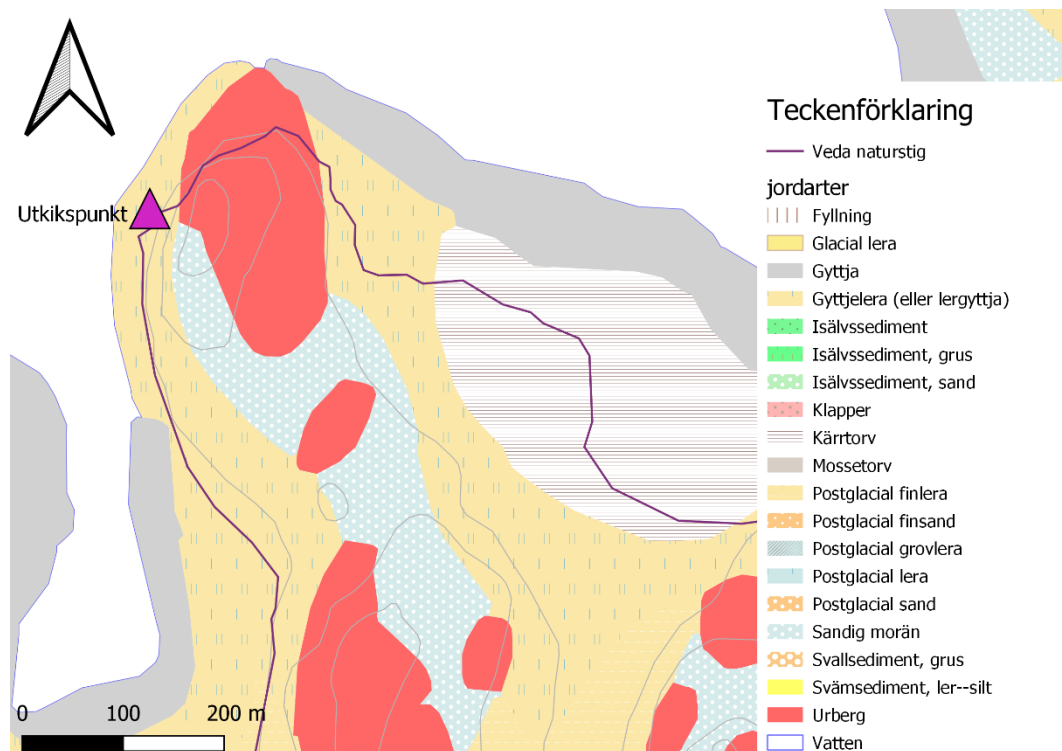 Teckenförklaring
Veda naturstig
jordarter
Utkikspunkt
Fyllning
Glacial lera
Gyttja
Gyttjelera (eller lergyttja)
Isälvssediment
Isälvssediment, grus
Isälvssediment, sand
Klapper
Kärrtorv
Mossetorv
Postglacial finlera
Postglacial finsand
Postglacial grovlera
Postglacial lera
Postglacial sand
Sandig morän
Svallsediment, grus
Svämsediment, ler--silt
Urberg
Vatten
0 100 200 m